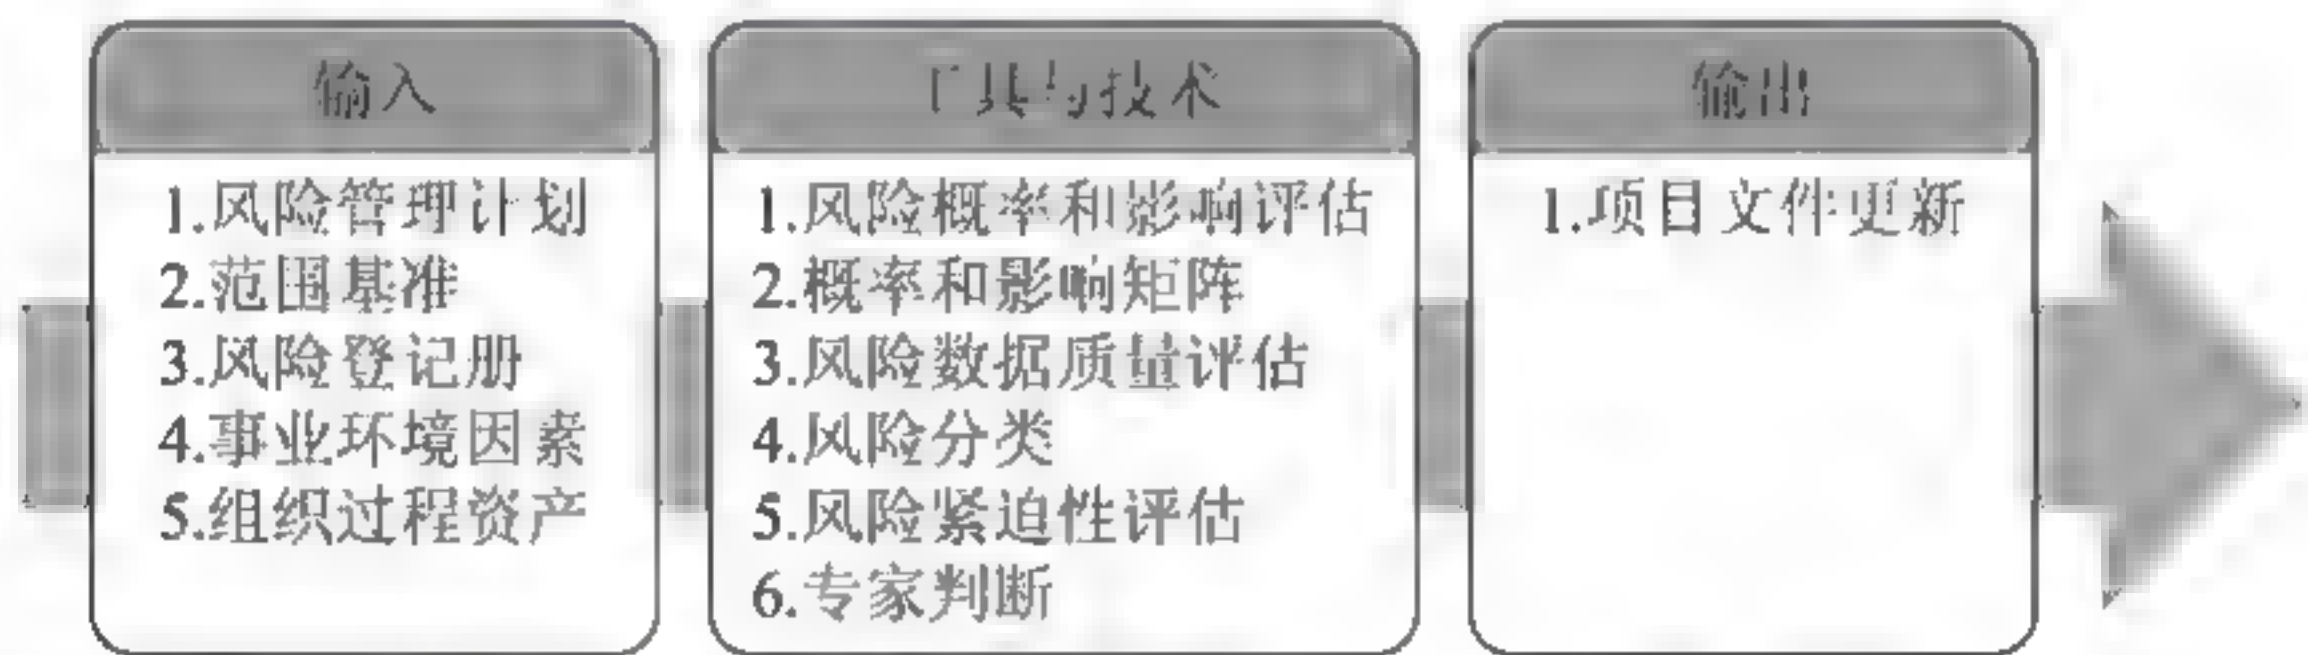 输入
1.风险管理计划
2.范围基准
3.风险登记册
4.事业环境因素
5.组织过程资产
工具与技术
1.风险概率和影响评估
2.概率和影响矩阵
3.风险数据质量评估
4.风险分类
5.风险紧迫性评估
6.专家判断
输出
1.项目文件更新